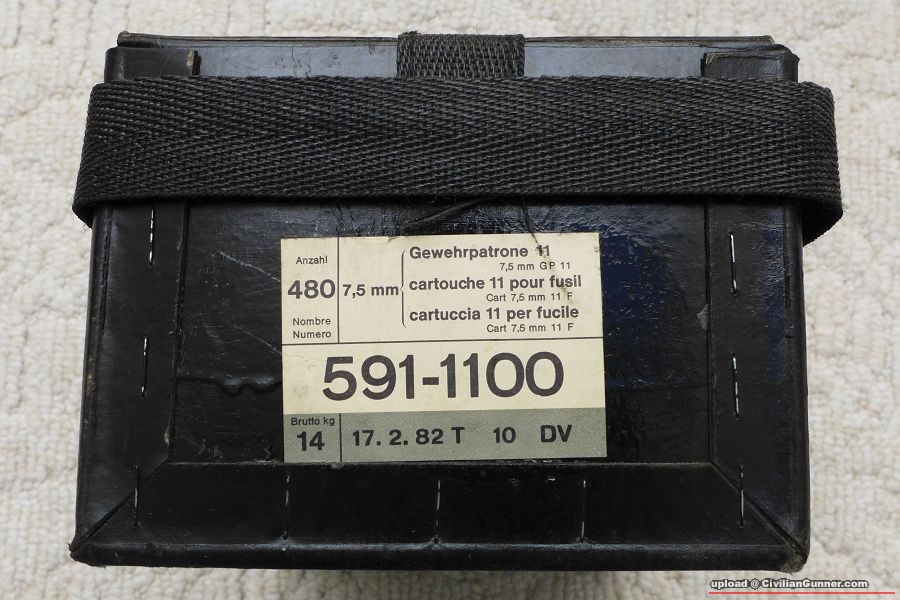 Anzahl
480
Nombre
Numero
7,5 mm
Gewehrpatrone 11
7,5 mm GP 11
cartouche 11 pour fusil
Cart 7,5 mm 11 F
cartuccia 11 per fucile
Cart 7,5 mm 11 F
591-1100
Brutto kg
14
17. 2. 82 T 10 DV
upload @ CivilianGunner.com